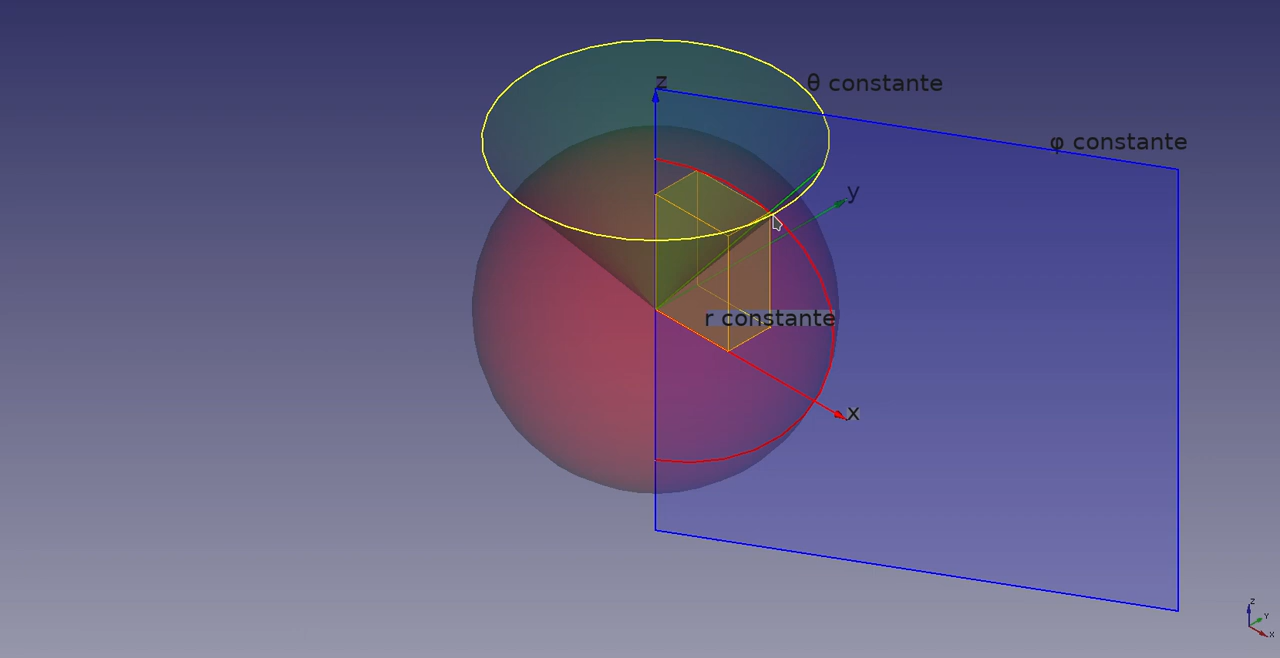 z
θ constante
φ constante
y
r constante
x
z
Y
X